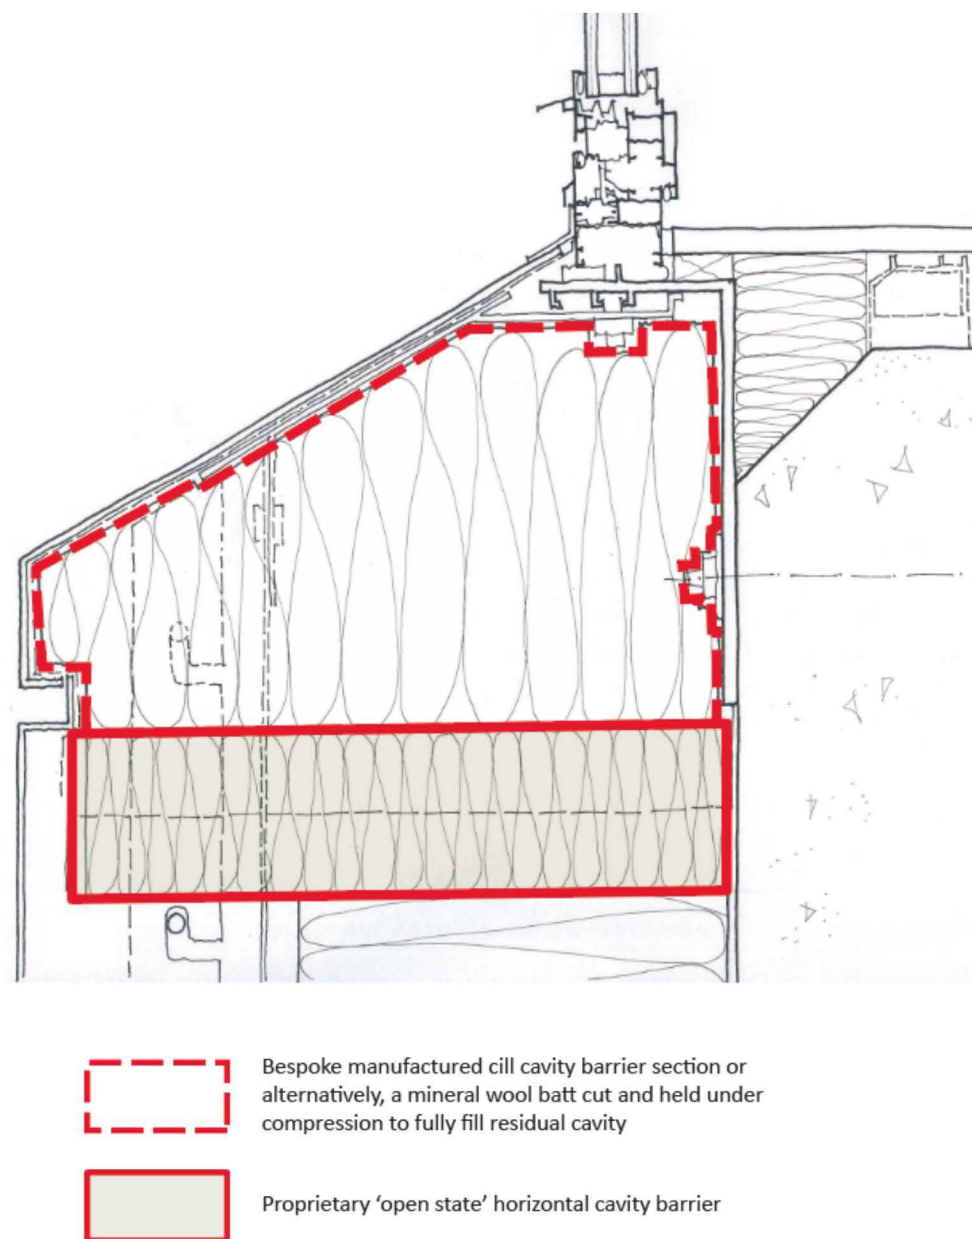 Bespoke manufactured cill cavity barrier section or
alternatively, a mineral wool batt cut and held under
compression to fully fill residual cavity
Proprietary ‘open state’ horizontal cavity barrier